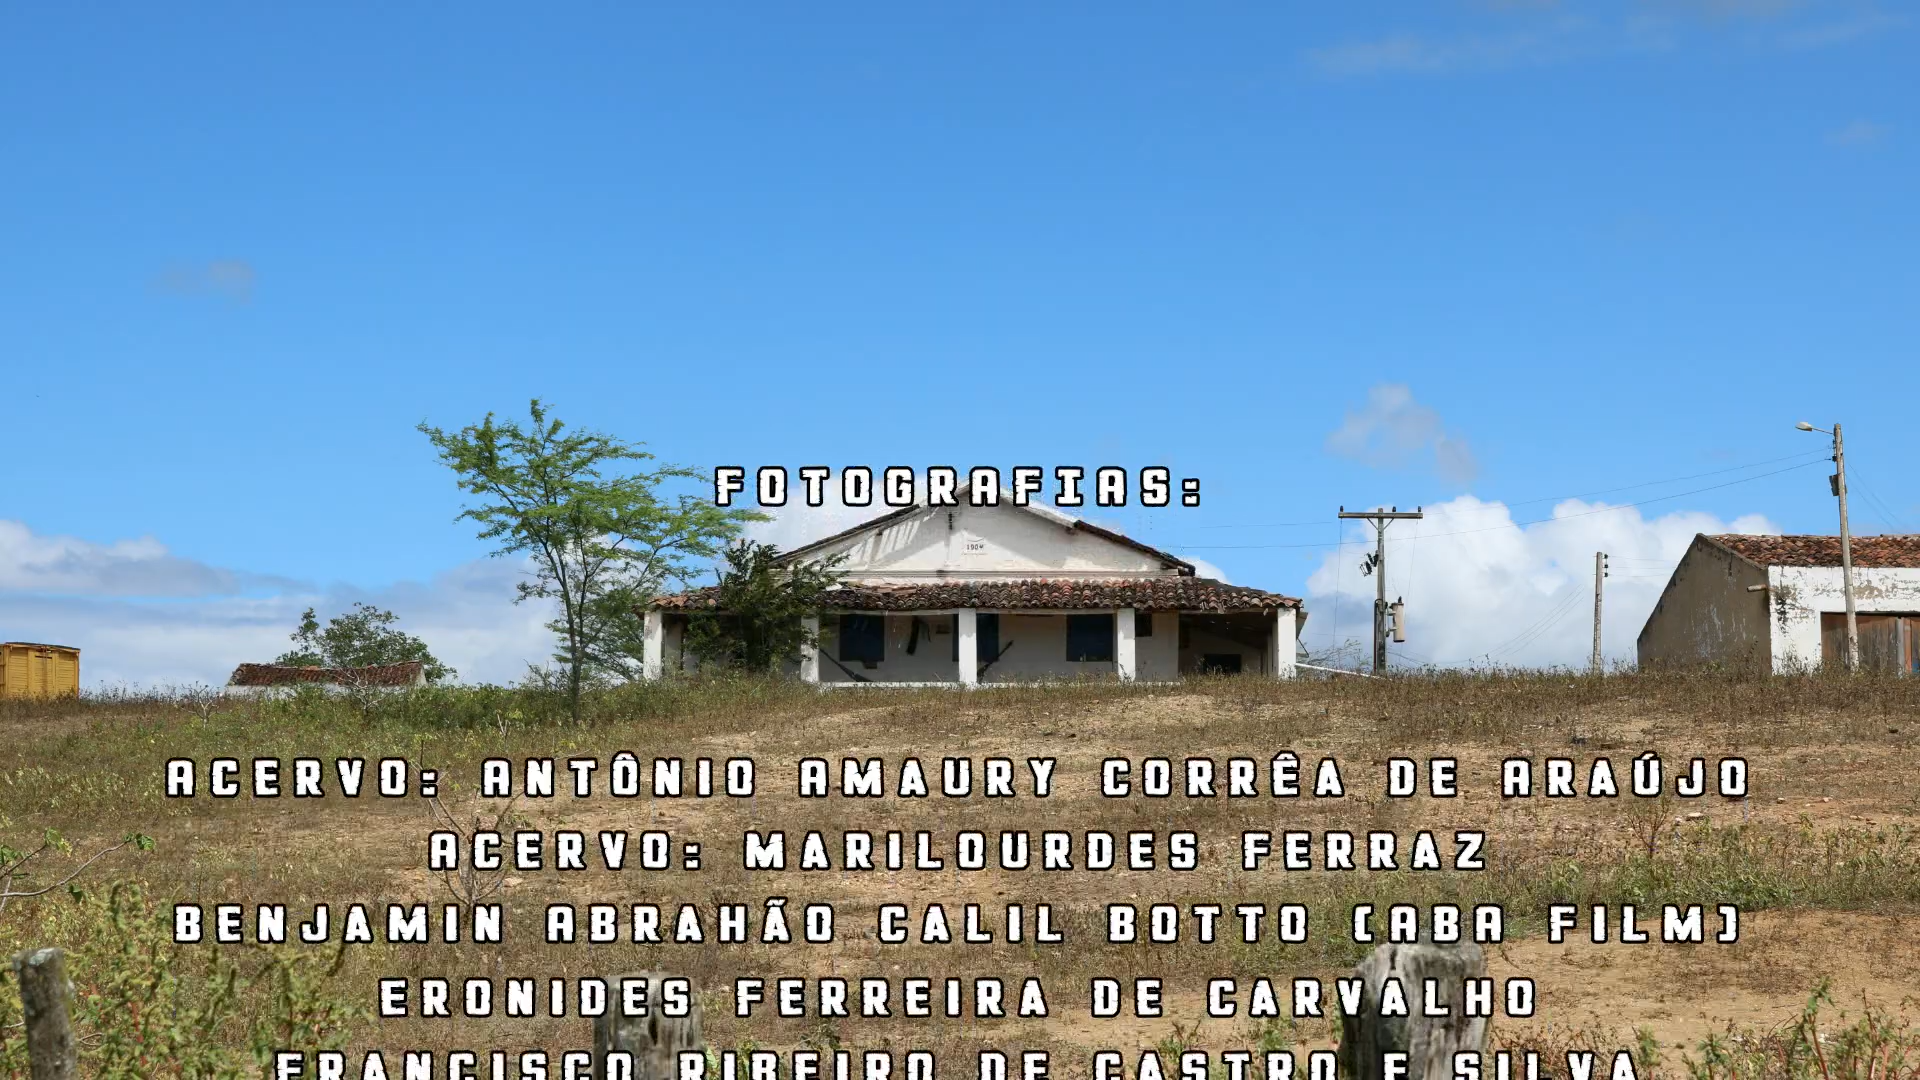 FOTOGRAFIAS:
ACERVO: ANTÔNIO AMAURY CORRÊA DE ARAÚJO
ACERVO: MARILOURDES FERRAZ
BENJAMIN ABRAHÃO CALIL BOTTO (ABA FILM)
ERONIDES FERREIRA DE CARVALHO
FRANCISCO RIBEIRO DE CASTRO E SILVA